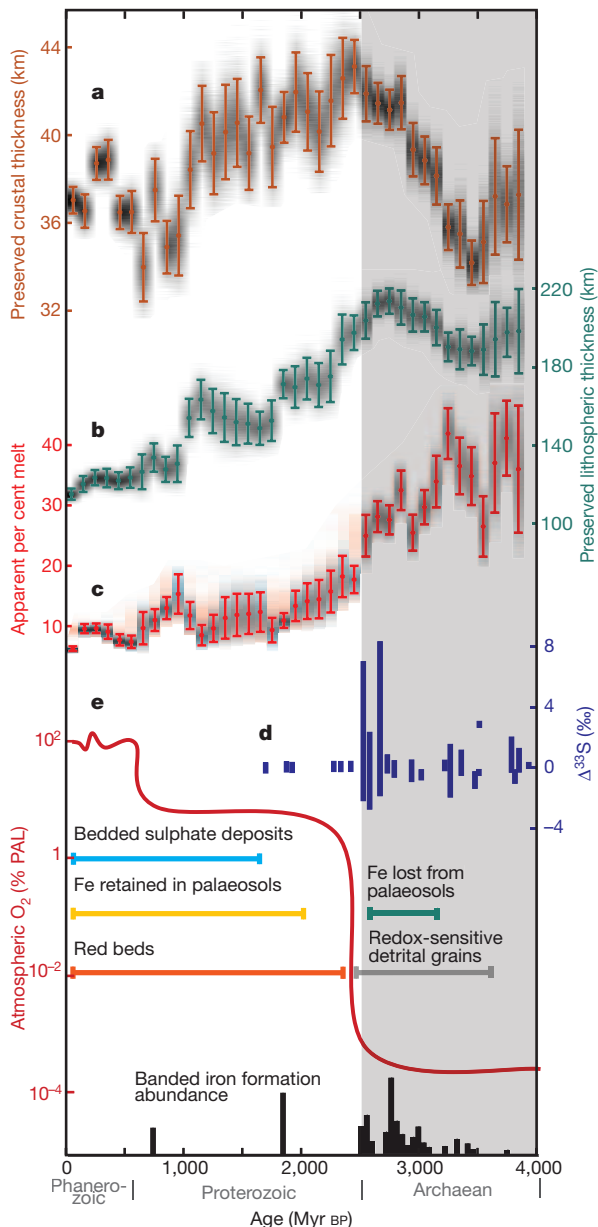 44
a
40
36
32
Preserved crustal thickness (km)
220
180
140
100
Preserved lithospheric thickness (km)
b
40
30
20
10
Apparent per cent melt
c
8
4
0
–4
Δ³³S (‰)
e
d
10²
1
10⁻²
10⁻⁴
Atmospheric O₂ (% PAL)
Bedded sulphate deposits
Fe retained in palaeosols
Fe lost from
palaeosols
Red beds
Redox-sensitive
detrital grains
Banded iron formation
abundance
0 1,000 2,000 3,000 4,000
Phanero-
zoic
Proterozoic
Archaean
Age (Myr BP)